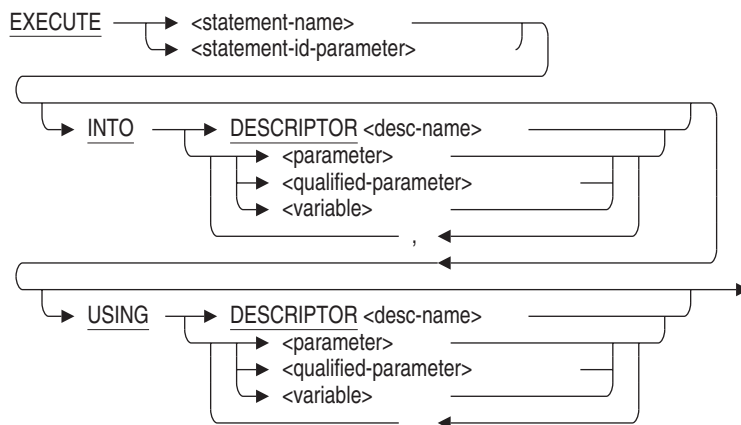 EXECUTE <statement-name>
<statement-id-parameter>
INTO DESCRIPTOR <desc-name>
<parameter>
<qualified-parameter>
<variable>
,
USING DESCRIPTOR <desc-name>
<parameter>
<qualified-parameter>
<variable>